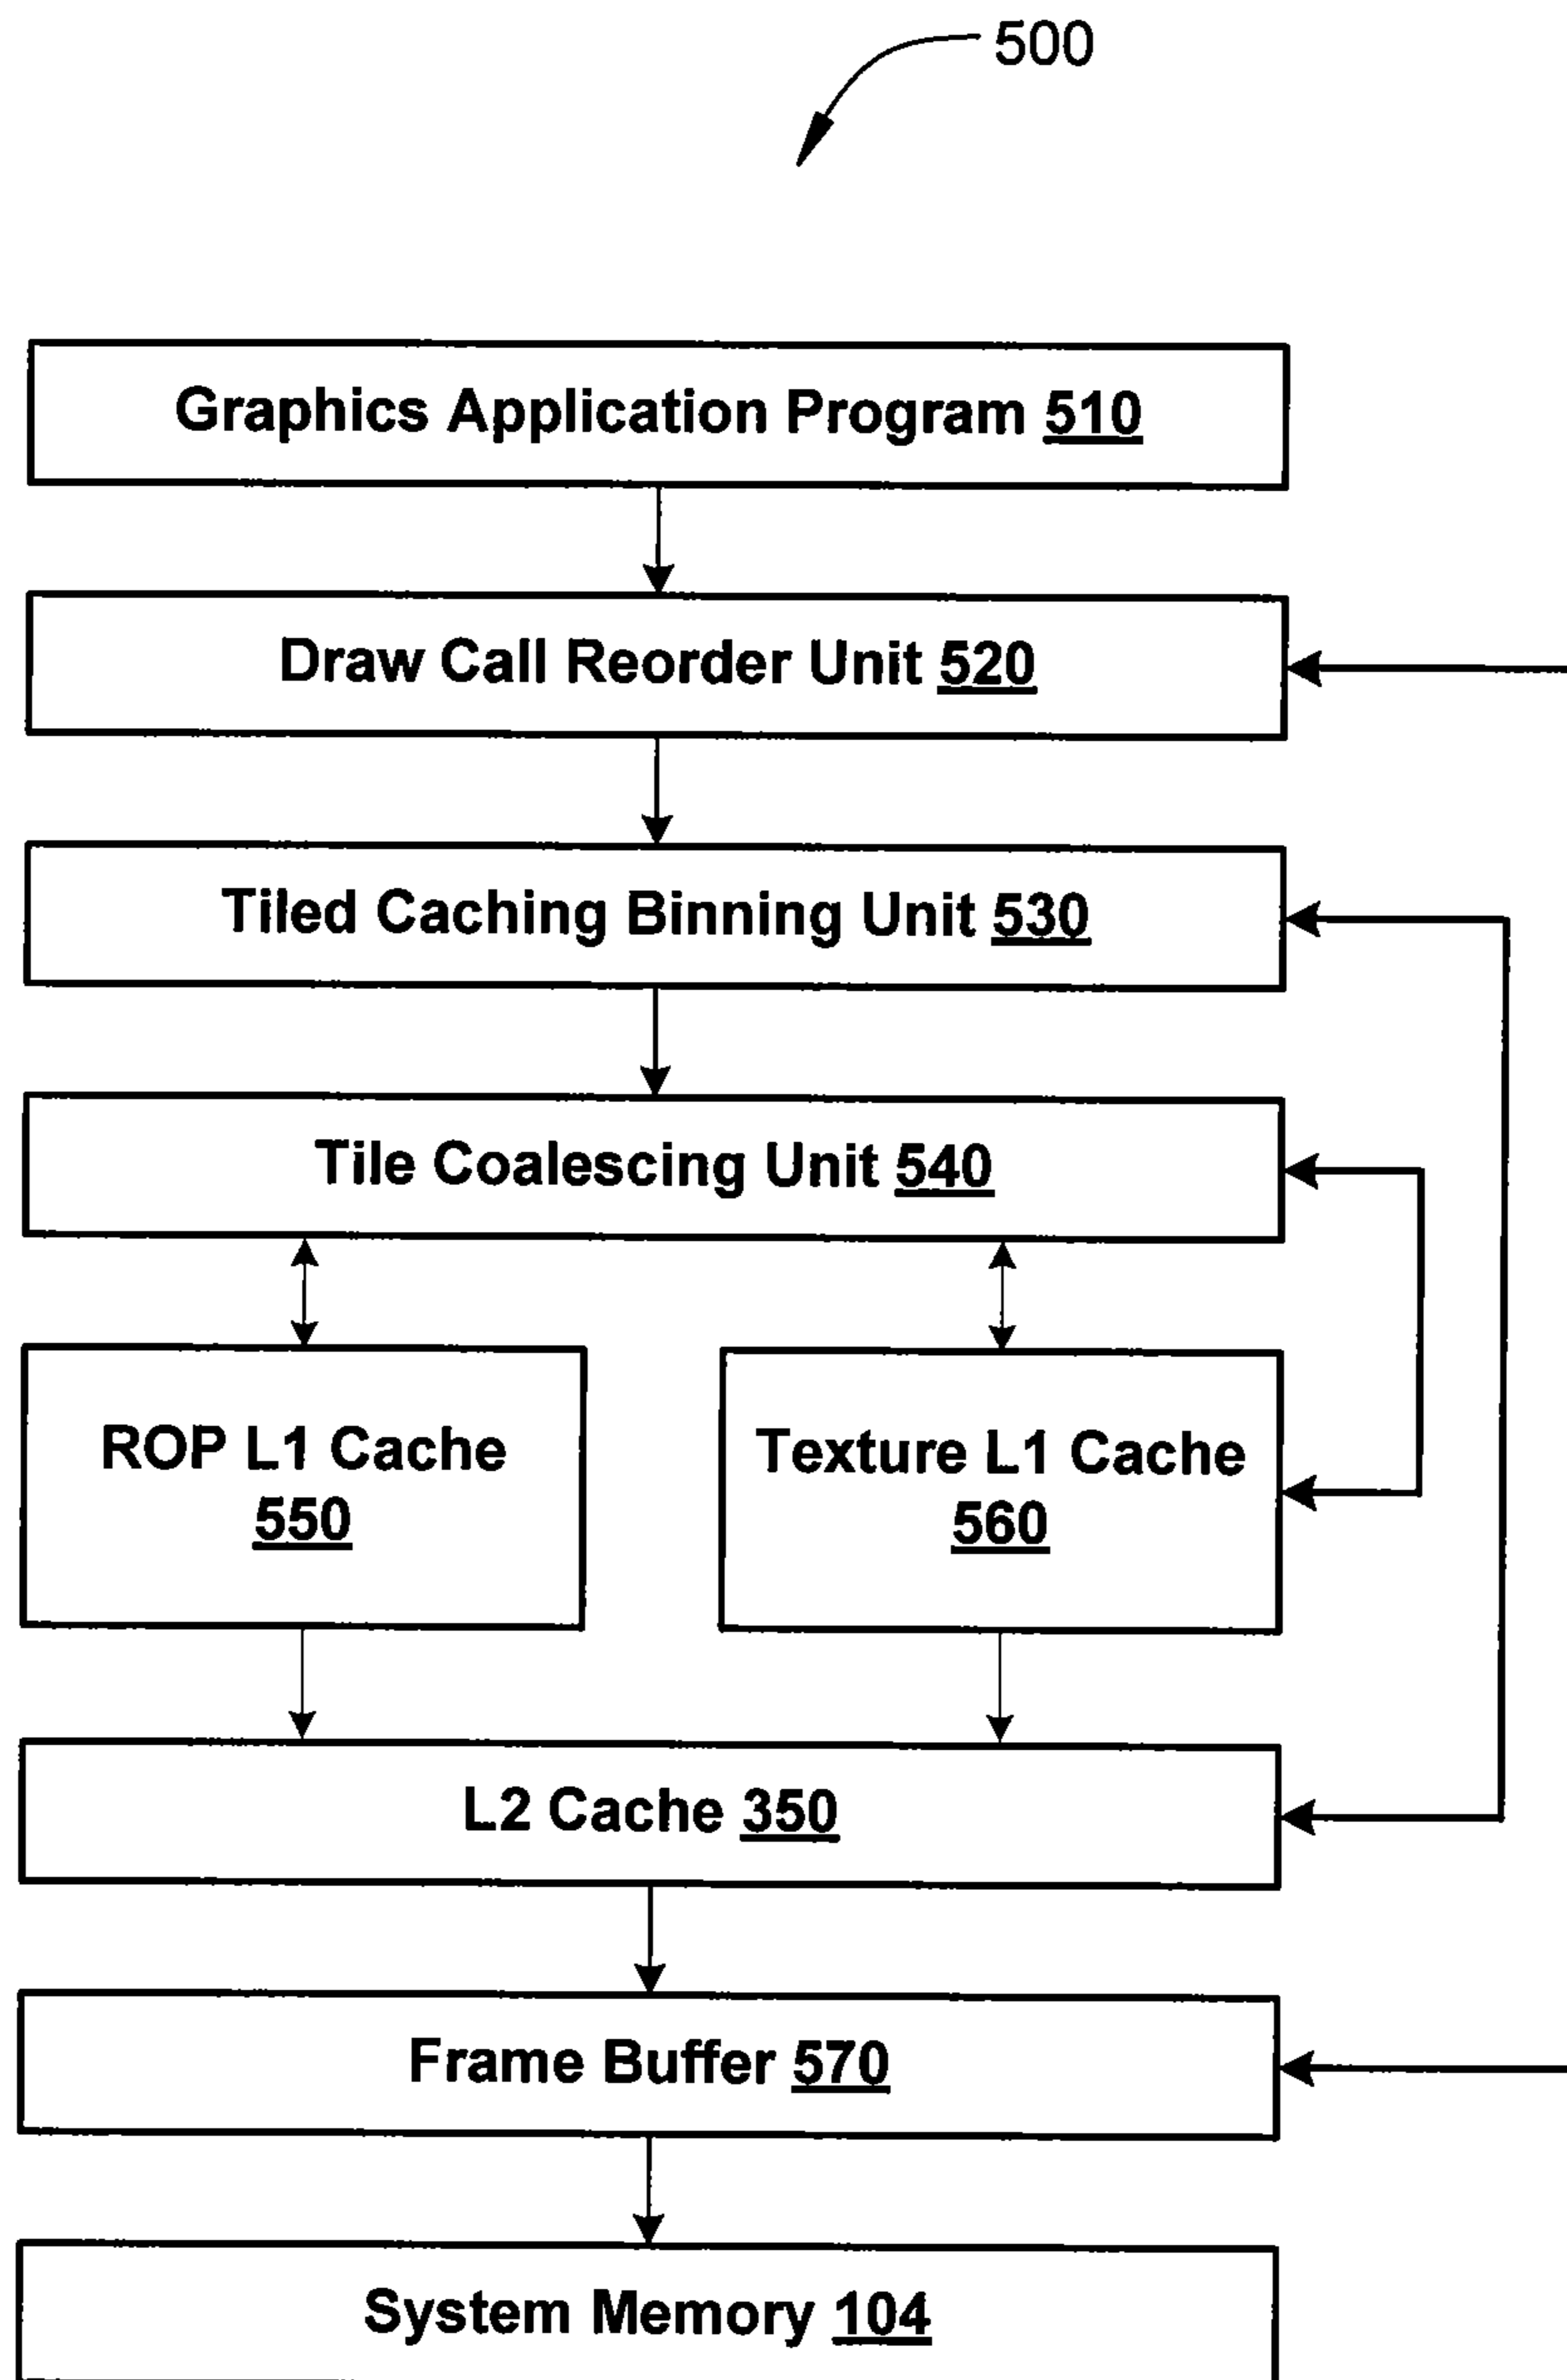 500
Graphics Application Program 510
Draw Call Reorder Unit 520
Tiled Caching Binning Unit 530
Tile Coalescing Unit 540
ROP L1 Cache
550
Texture L1 Cache
560
L2 Cache 350
Frame Buffer 570
System Memory 104